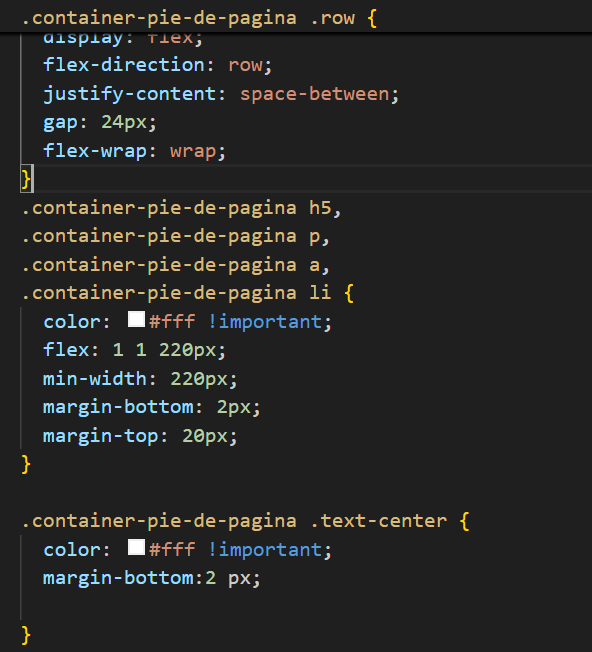 .container-pie-de-pagina .row {
display: flex;
flex-direction: row;
justify-content: space-between;
gap: 24px;
flex-wrap: wrap;
}
.container-pie-de-pagina h5,
.container-pie-de-pagina p,
.container-pie-de-pagina a,
.container-pie-de-pagina li {
color: #fff !important;
flex: 1 1 220px;
min-width: 220px;
margin-bottom: 2px;
margin-top: 20px;
}
.container-pie-de-pagina .text-center {
color: #fff !important;
margin-bottom:2 px;
}